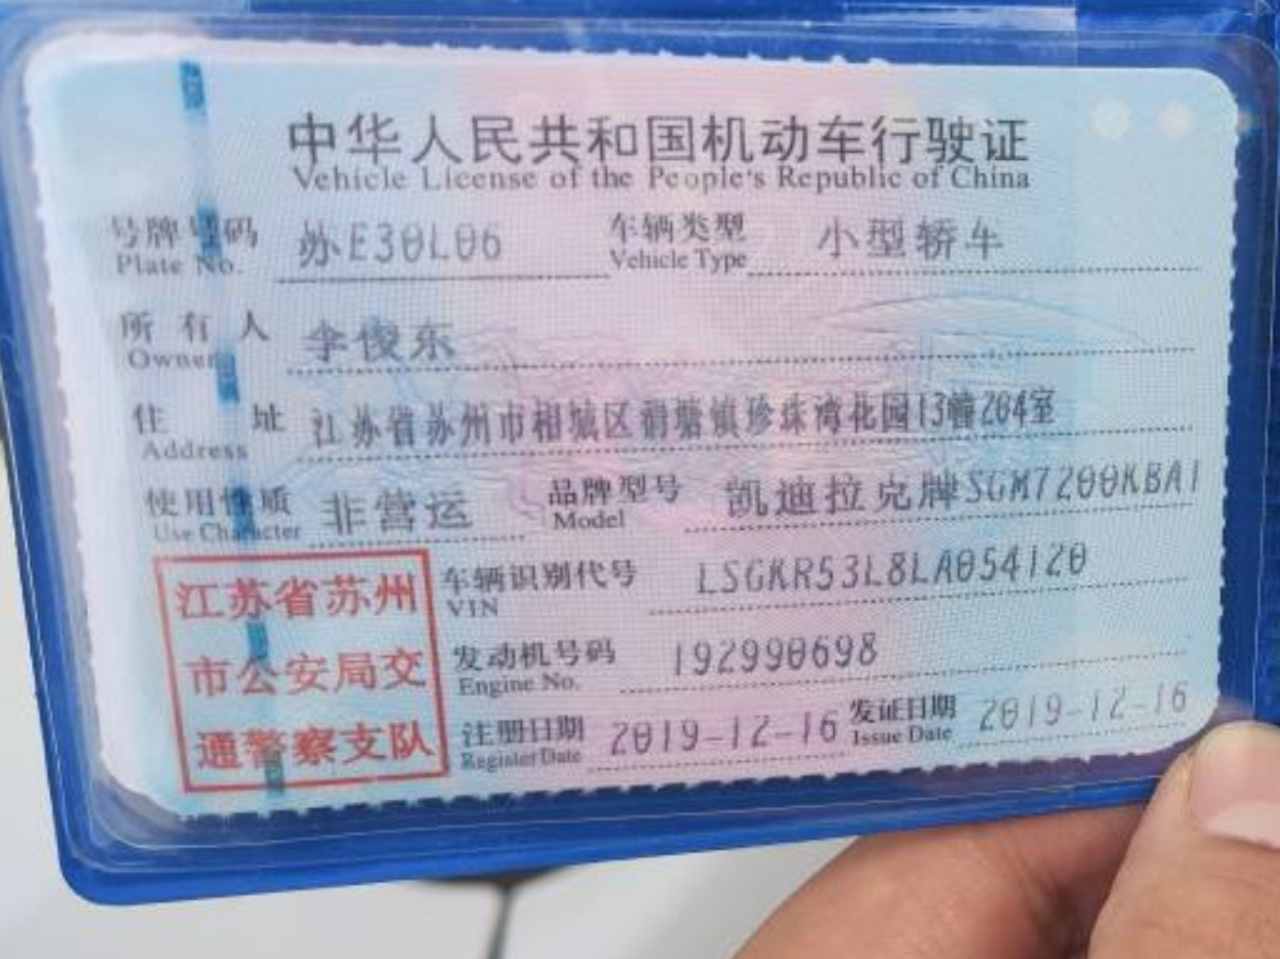 中华人民共和国机动车行驶证
Vehicle License of the People's Republic of China
号牌号码 苏E30L06 车辆类型 小型轿车
Plate No. Vehicle Type
所有人 李俊东
Owner
住址 江苏省苏州市相城区渭塘镇珍珠湾花园13幢204室
Address
使用性质 非营运 品牌型号 凯迪拉克牌SGM7200KBA1
Use Character Model
江苏省苏州
市公安局交
通警察支队
车辆识别代号 LSGKR53L8LA054120
VIN
发动机号码 192990698
Engine No.
注册日期 2019-12-16 发证日期 2019-12-16
Register Date Issue Date